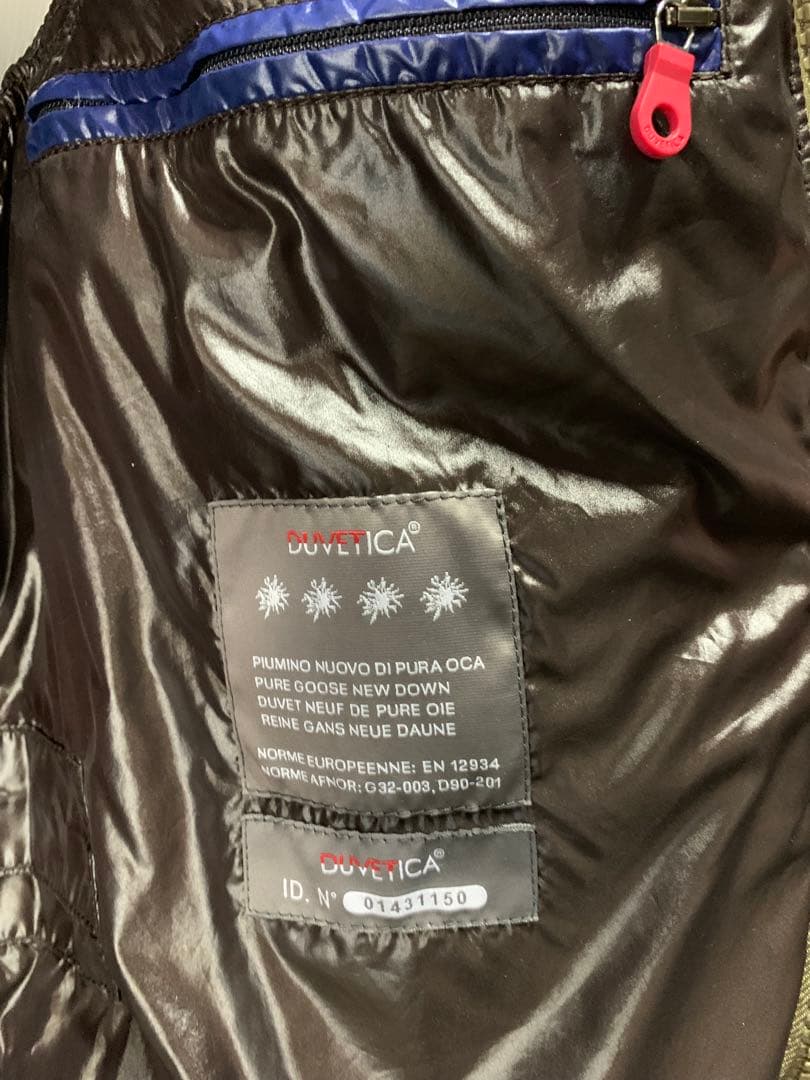 DUVETICA
DUVETICA®
PIUMINO NUOVO DI PURA OCA
PURE GOOSE NEW DOWN
DUVET NEUF DE PURE OIE
REINE GANS NEUE DAUNE
NORME EUROPEENNE: EN 12934
NORME AFNOR: G32-003, D90-201
DUVETICA®
ID. N° 01431150